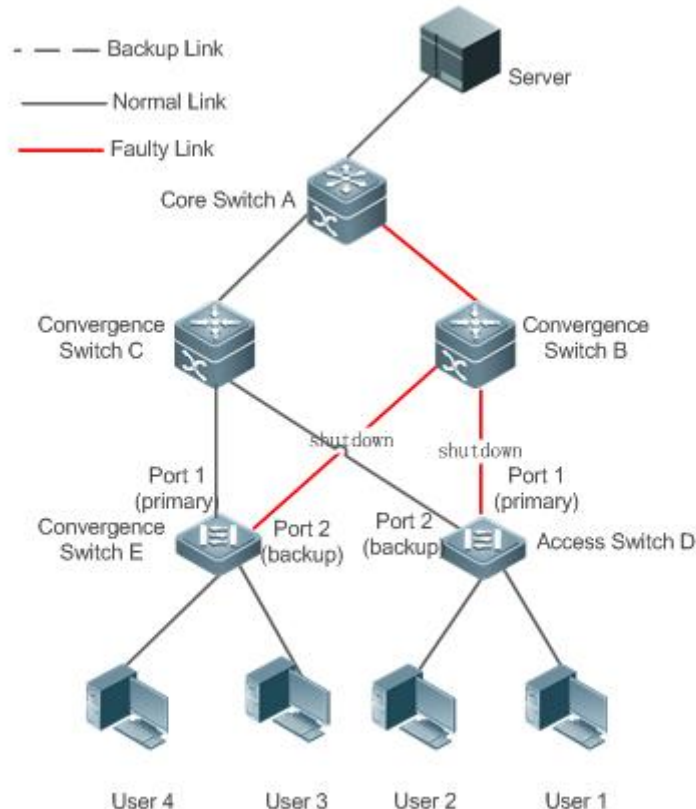 Backup Link
Server
Normal Link
Faulty Link
Core Switch A
Convergence
Switch C
Convergence
Switch B
shutdown
shutdown
Port 1
(primary)
Port 1
(primary)
Convergence
Switch E
Port 2
(backup)
Port 2
(backup)
Access Switch D
User 4
User 3
User 2
User 1